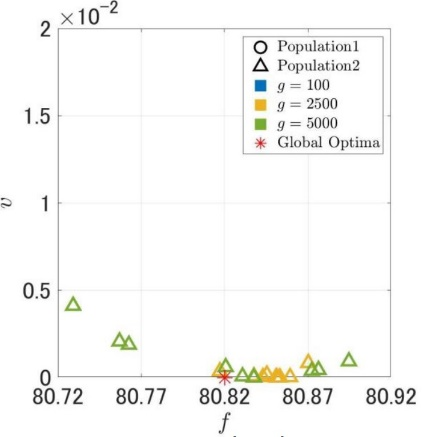 ×10⁻²
2
1.5
1
0.5
0
v
80.72 80.77 80.82 80.87 80.92
f
Population1
Population2
g = 100
g = 2500
g = 5000
Global Optima